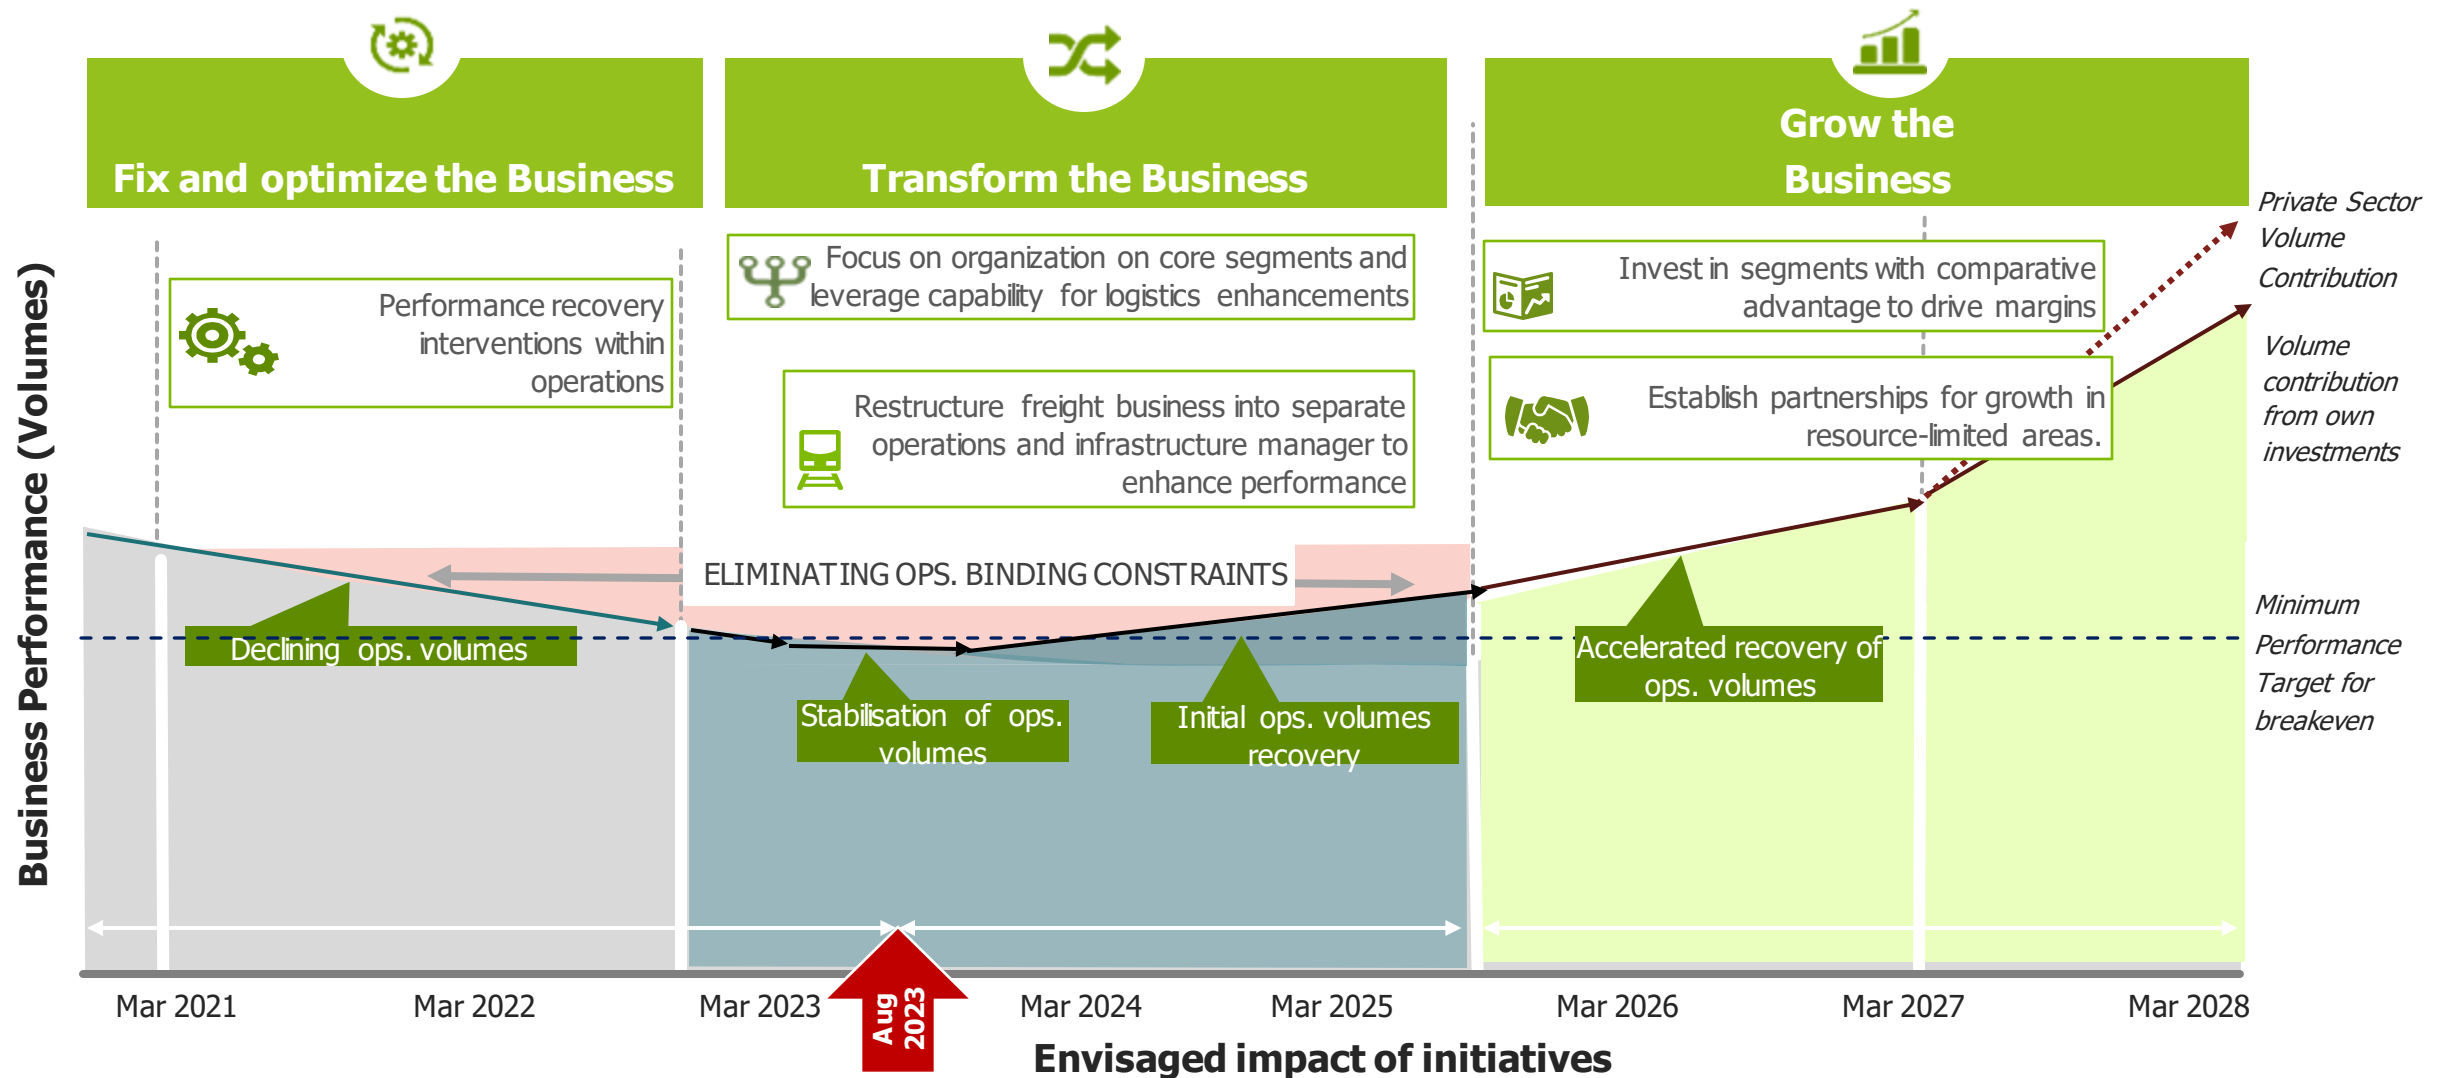 Fix and optimize the Business
Transform the Business
Grow the
Business
Performance recovery
interventions within
operations
Focus on organization on core segments and
leverage capability for logistics enhancements
Restructure freight business into separate
operations and infrastructure manager to
enhance performance
Invest in segments with comparative
advantage to drive margins
Establish partnerships for growth in
resource-limited areas.
Private Sector
Volume
Contribution
Volume
contribution
from own
investments
Minimum
Performance
Target for
breakeven
Business Performance (Volumes)
ELIMINATING OPS. BINDING CONSTRAINTS
Declining ops. volumes
Stabilisation of ops.
volumes
Initial ops. volumes
recovery
Accelerated recovery of
ops. volumes
Mar 2021
Mar 2022
Mar 2023
Aug
2023
Mar 2024
Mar 2025
Mar 2026
Mar 2027
Mar 2028
Envisaged impact of initiatives